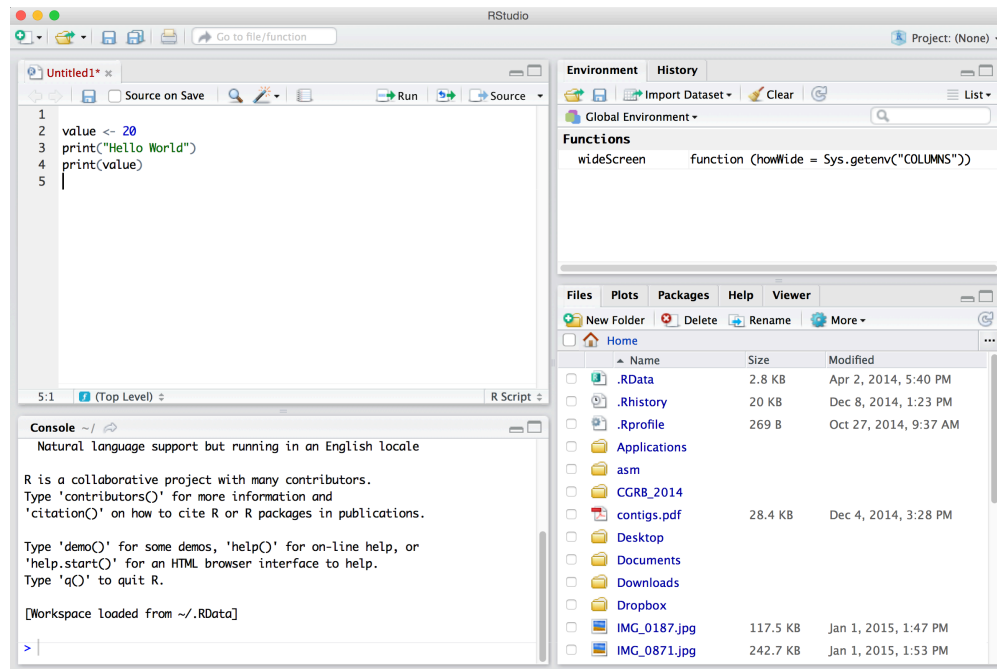 RStudio
Go to file/function
Project: (None)
Untitled1* ×
Source on Save Run Source
1
2 value <- 20
3 print("Hello World")
4 print(value)
5
5:1 (Top Level) R Script
Console ~/
Natural language support but running in an English locale
R is a collaborative project with many contributors.
Type 'contributors()' for more information and
'citation()' on how to cite R or R packages in publications.
Type 'demo()' for some demos, 'help()' for on-line help, or
'help.start()' for an HTML browser interface to help.
Type 'q()' to quit R.
[Workspace loaded from ~/.RData]
>
Environment History
Import Dataset Clear List
Global Environment
Functions
wideScreen function (howWide = Sys.getenv("COLUMNS"))
Files Plots Packages Help Viewer
New Folder Delete Rename More
Home ...
Name Size Modified
.RData 2.8 KB Apr 2, 2014, 5:40 PM
.Rhistory 20 KB Dec 8, 2014, 1:23 PM
.Rprofile 269 B Oct 27, 2014, 9:37 AM
Applications
asm
CGRB_2014
contigs.pdf 28.4 KB Dec 4, 2014, 3:28 PM
Desktop
Documents
Downloads
Dropbox
IMG_0187.jpg 117.5 KB Jan 1, 2015, 1:47 PM
IMG_0871.jpg 242.7 KB Jan 1, 2015, 1:53 PM